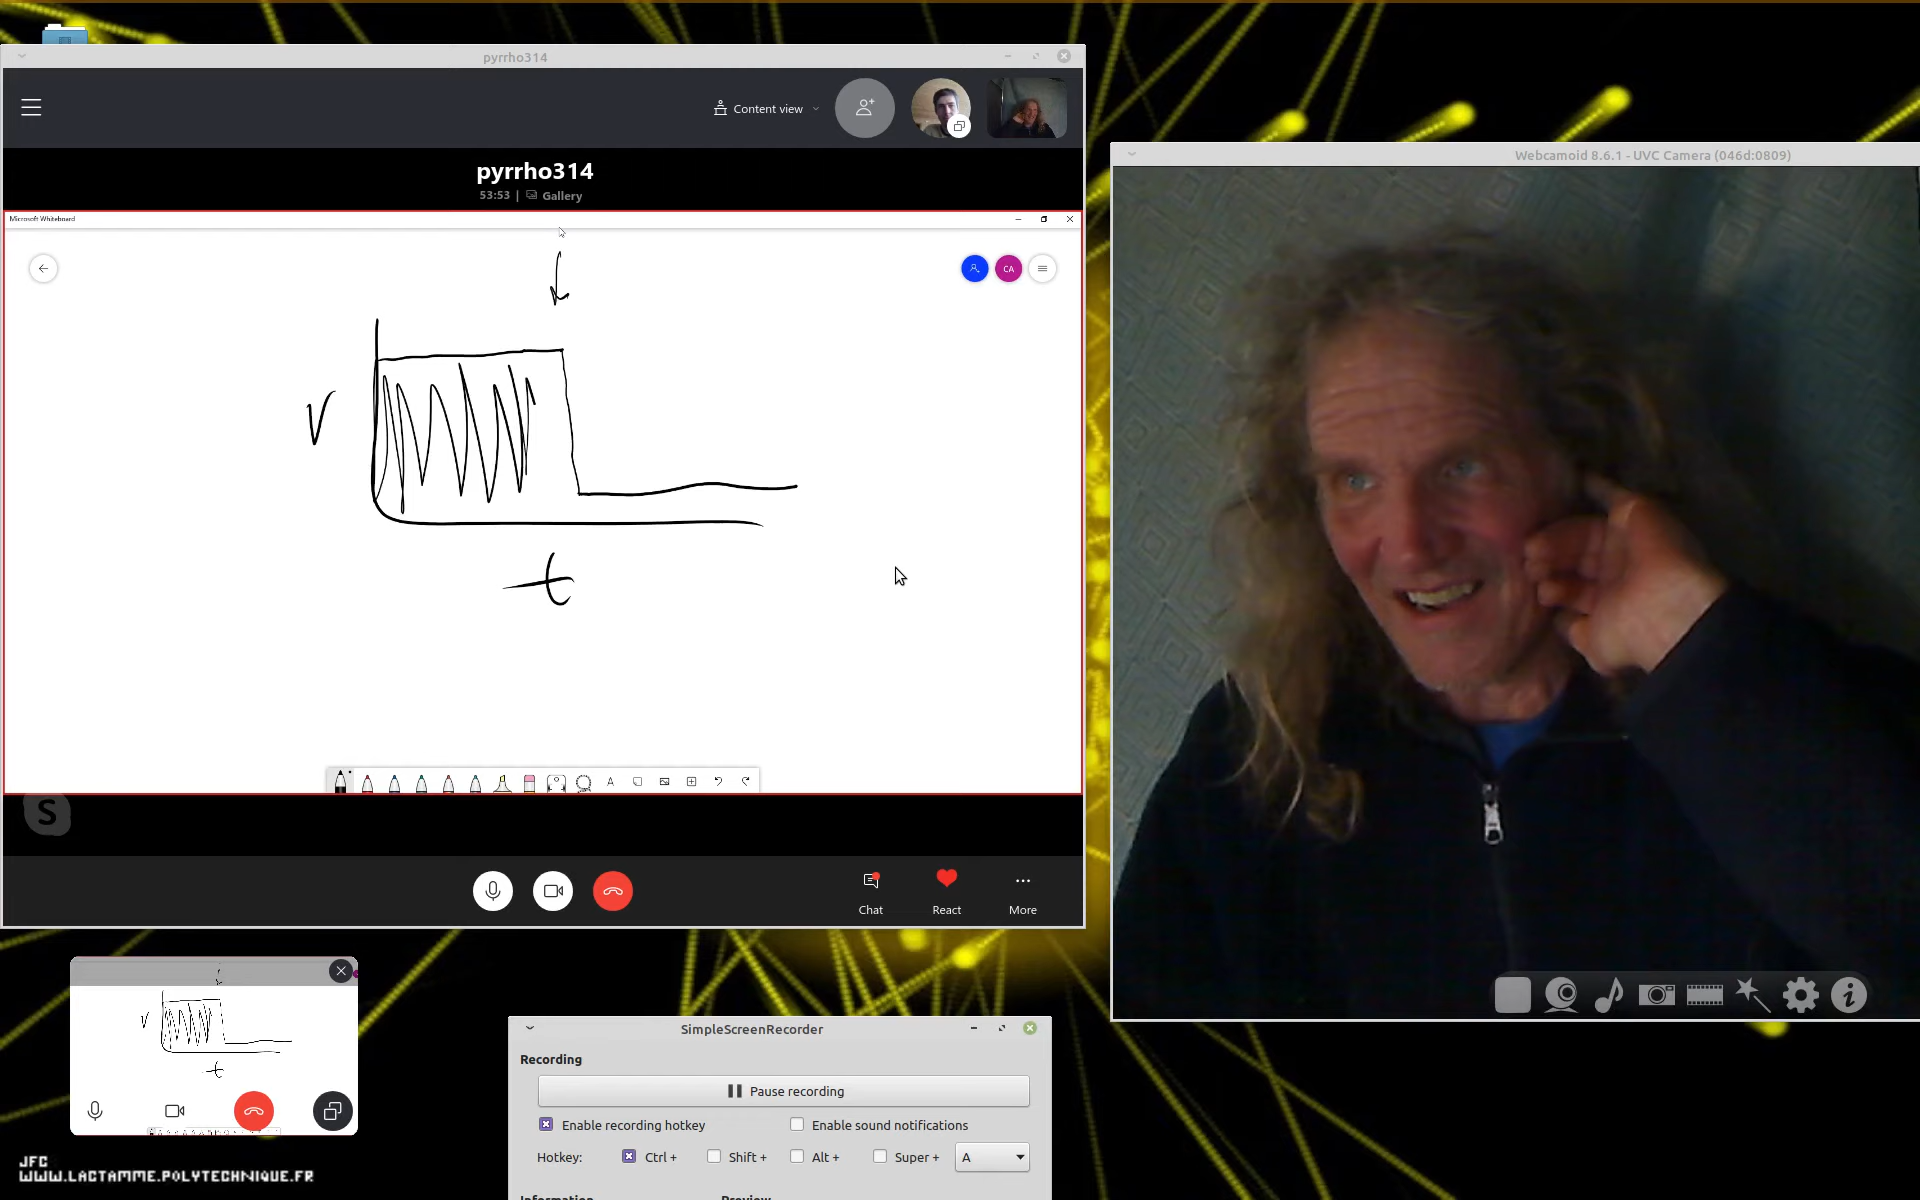 pyrrho314
Content view
pyrrho314
53:53 | Gallery
Microsoft Whiteboard
CA
V
t
A
S
Chat
React
More
Webcamoid 8.6.1 - UVC Camera (046d:0809)
V
t
SimpleScreenRecorder
Recording
Pause recording
Enable recording hotkey
Enable sound notifications
Hotkey:
Ctrl +
Shift +
Alt +
Super +
A
Information
Preview
JFC
WWW.LACTAMME.POLYTECHNIQUE.FR